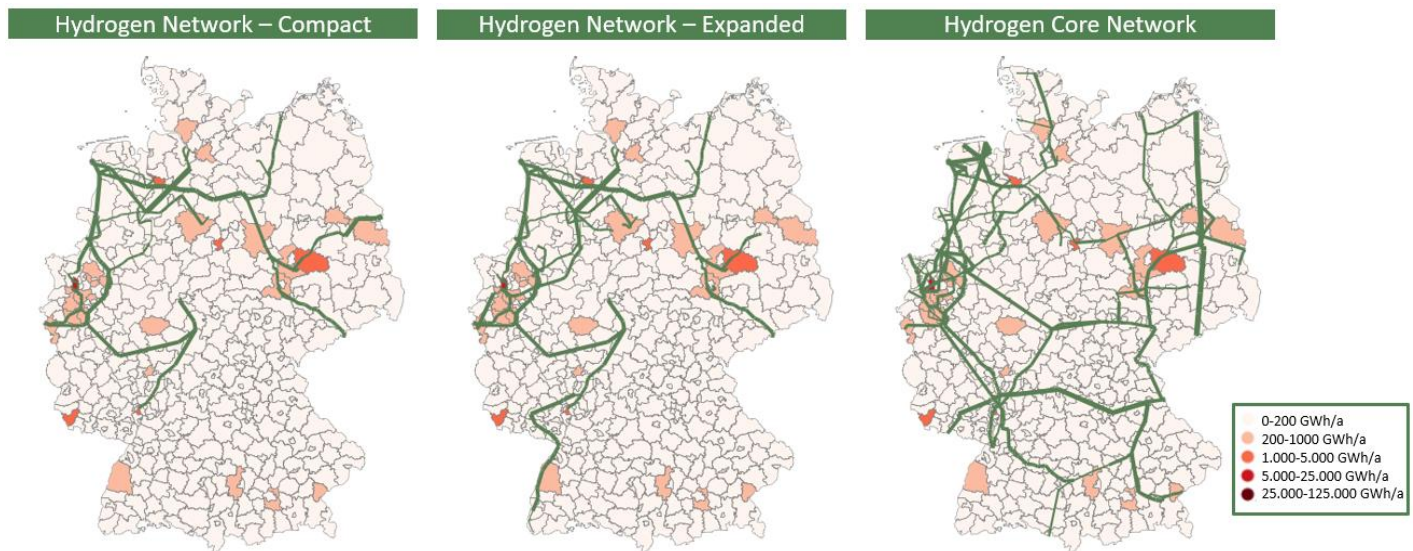 Hydrogen Network – Compact
Hydrogen Network – Expanded
Hydrogen Core Network
0-200 GWh/a
200-1000 GWh/a
1.000-5.000 GWh/a
5.000-25.000 GWh/a
25.000-125.000 GWh/a